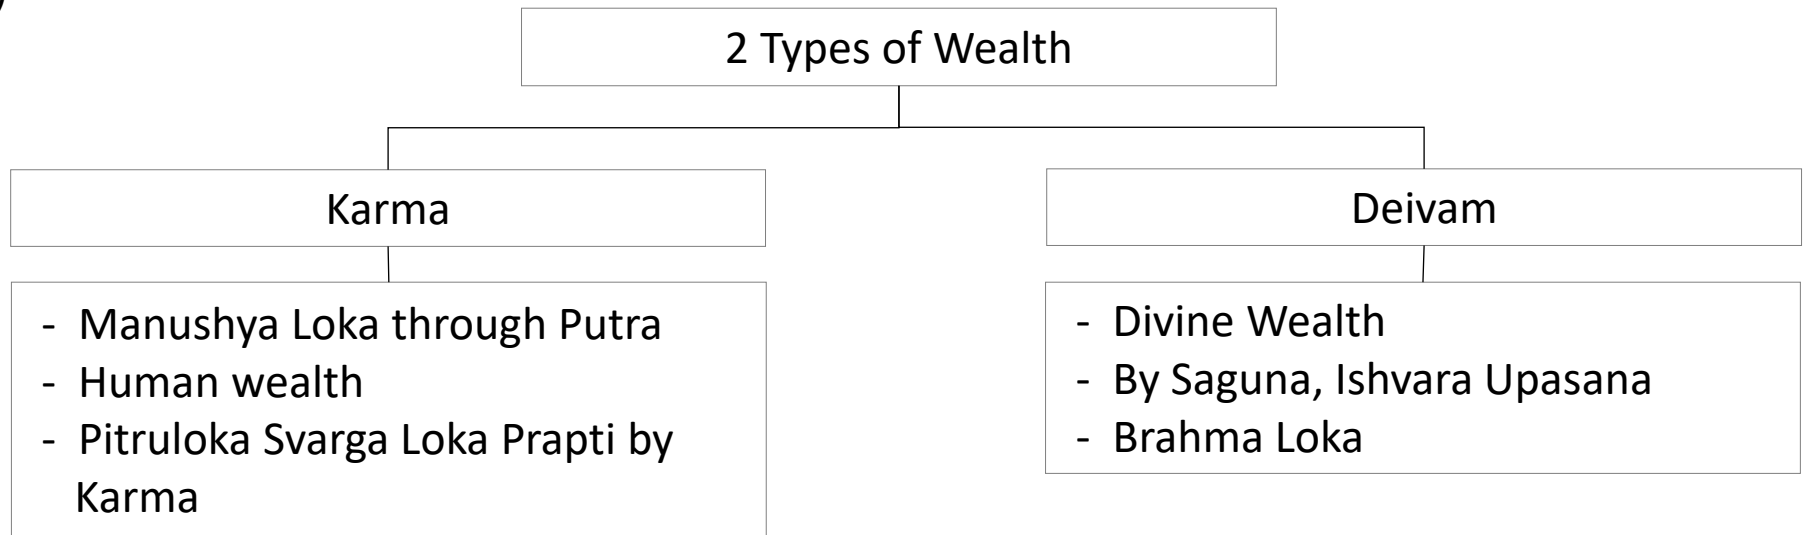 )
2 Types of Wealth
Karma
Deivam
- Manushya Loka through Putra
- Human wealth
- Pitruloka Svarga Loka Prapti by
Karma
- Divine Wealth
- By Saguna, Ishvara Upasana
- Brahma Loka